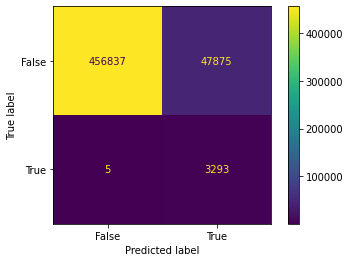 False 456837 47875 400000
300000
True label
200000
True 5 3293 100000
False True
Predicted label